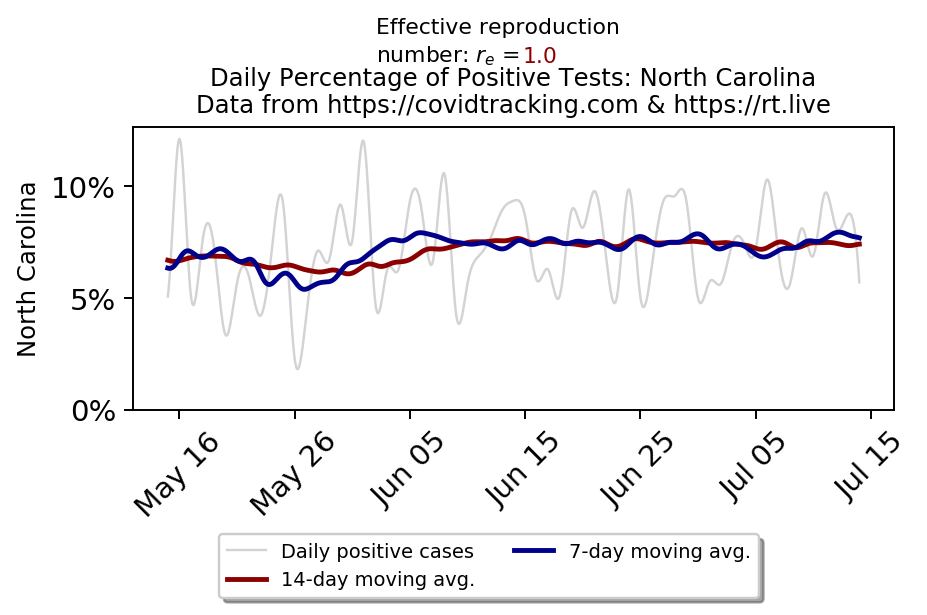 Effective reproduction
number: rₑ =1.0
Daily Percentage of Positive Tests: North Carolina
Data from https://covidtracking.com & https://rt.live
North Carolina
10%
5%
0%
May 16
May 26
Jun 05
Jun 15
Jun 25
Jul 05
Jul 15
Daily positive cases
14-day moving avg.
7-day moving avg.